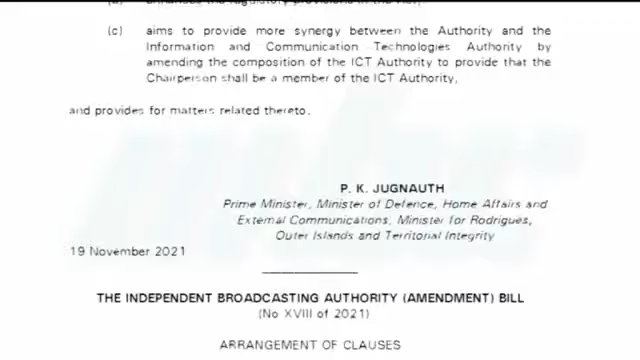 (c) aims to provide more synergy between the Authority and the
Information and Communication Technologies Authority by
amending the composition of the ICT Authority to provide that the
Chairperson shall be a member of the ICT Authority,
and provides for matters related thereto.
P. K. JUGNAUTH
Prime Minister, Minister of Defence, Home Affairs and
External Communications, Minister for Rodrigues,
Outer Islands and Territorial Integrity
19 November 2021
THE INDEPENDENT BROADCASTING AUTHORITY (AMENDMENT) BILL
(No XVIII of 2021)
ARRANGEMENT OF CLAUSES